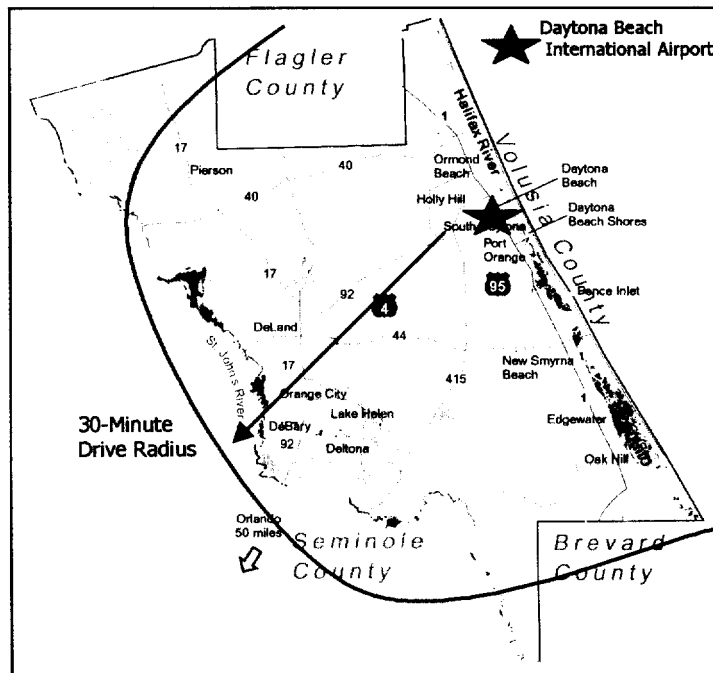 Daytona Beach
International Airport
Flagler
County
Halifax River
1
Volusia County
17
Pierson
40
40
Ormond
Beach
Holly Hill
Daytona
Beach
Daytona
Beach Shores
South Daytona
Port
Orange
95
17
92
4
Ponce Inlet
DeLand
44
St. John's River
17
415
New Smyrna
Beach
Orange City
1
30-Minute
Drive Radius
Lake Helen
DeBary
Edgewater
92
Deltona
Oak Hill
Orlando
50 miles
Seminole
County
Brevard
County